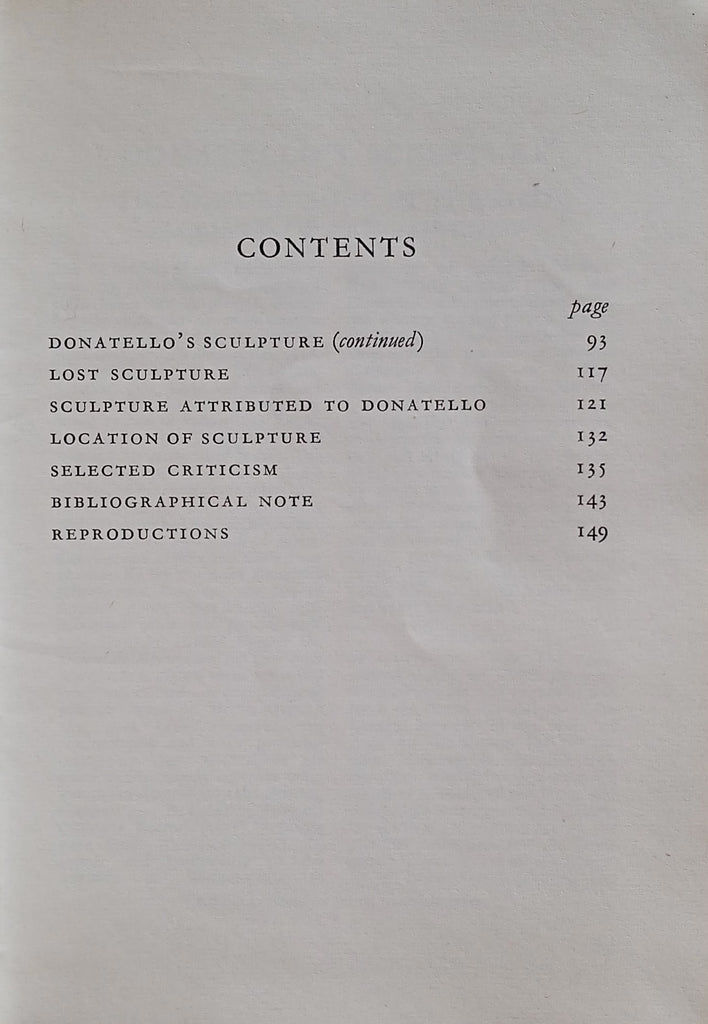 CONTENTS
page
DONATELLO'S SCULPTURE (continued) 93
LOST SCULPTURE 117
SCULPTURE ATTRIBUTED TO DONATELLO 121
LOCATION OF SCULPTURE 132
SELECTED CRITICISM 135
BIBLIOGRAPHICAL NOTE 143
REPRODUCTIONS 149